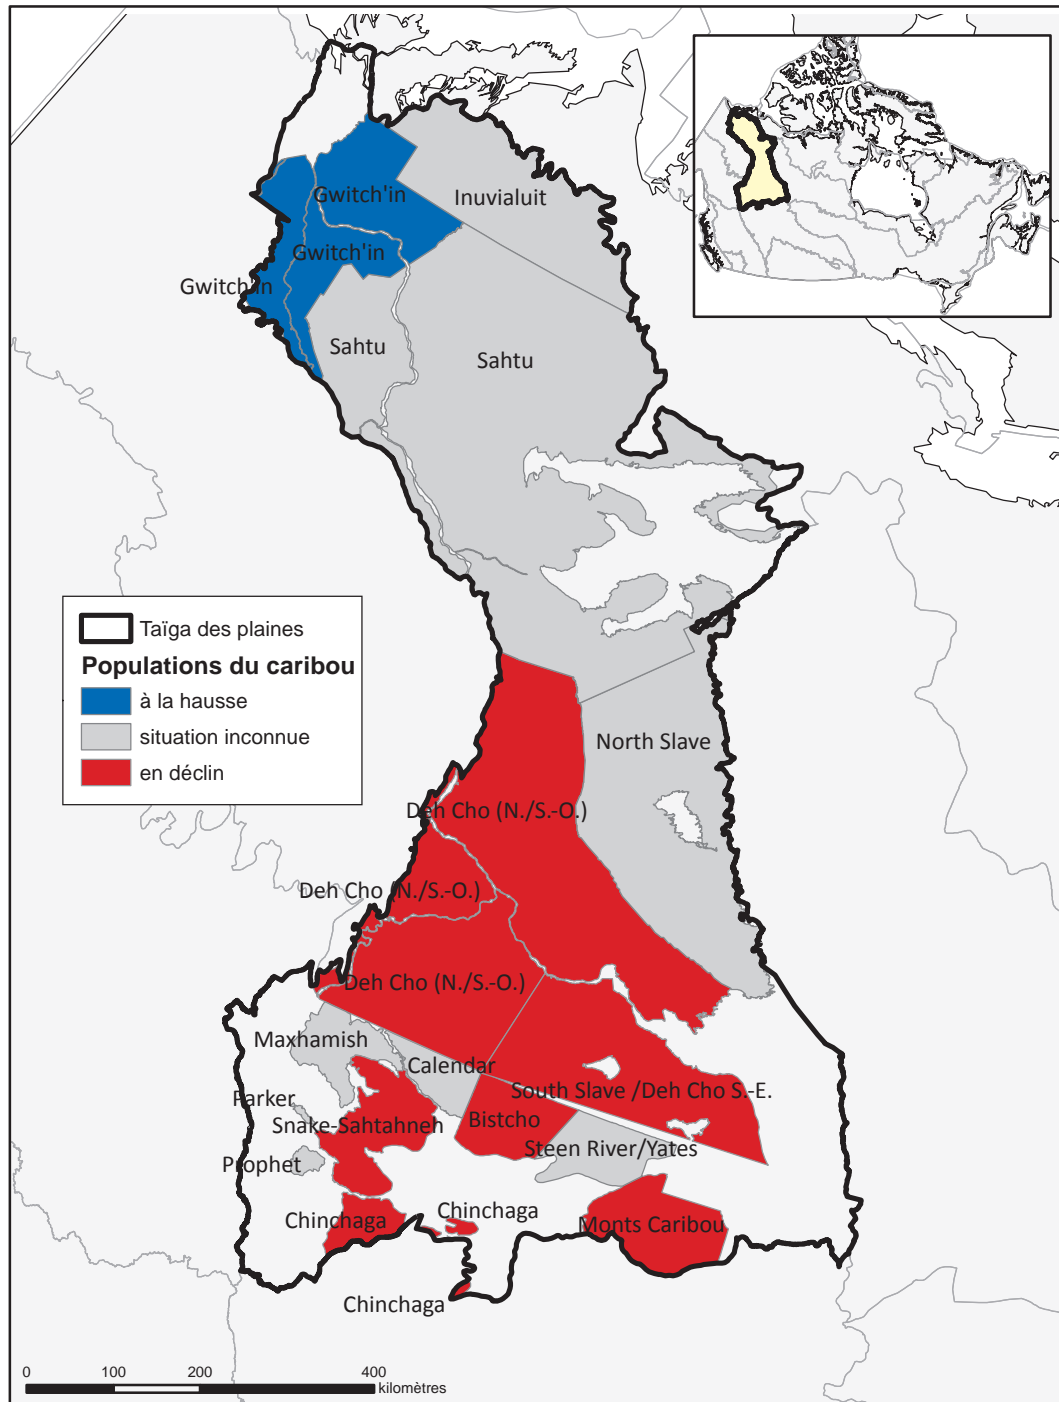 Gwitch'in
Inuvialuit
Gwitch'in
Gwitch'in
Sahtu
Sahtu
Taïga des plaines
Populations du caribou
à la hausse
situation inconnue
en déclin
North Slave
Deh Cho (N./S.-O.)
Deh Cho (N./S.-O.)
Deh Cho (N./S.-O.)
Maxhamish
Calendar
Parker
South Slave /Deh Cho S.-E.
Snake-Sahtahneh
Bistcho
Steen River/Yates
Prophet
Chinchaga
Chinchaga
Monts Caribou
Chinchaga
0 100 200 400
kilomètres